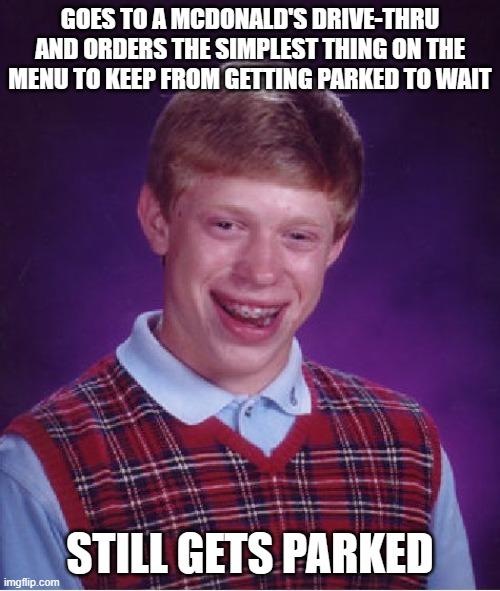 GOES TO A MCDONALD'S DRIVE-THRU
AND ORDERS THE SIMPLEST THING ON THE
MENU TO KEEP FROM GETTING PARKED TO WAIT
STILL GETS PARKED
imgflip.com